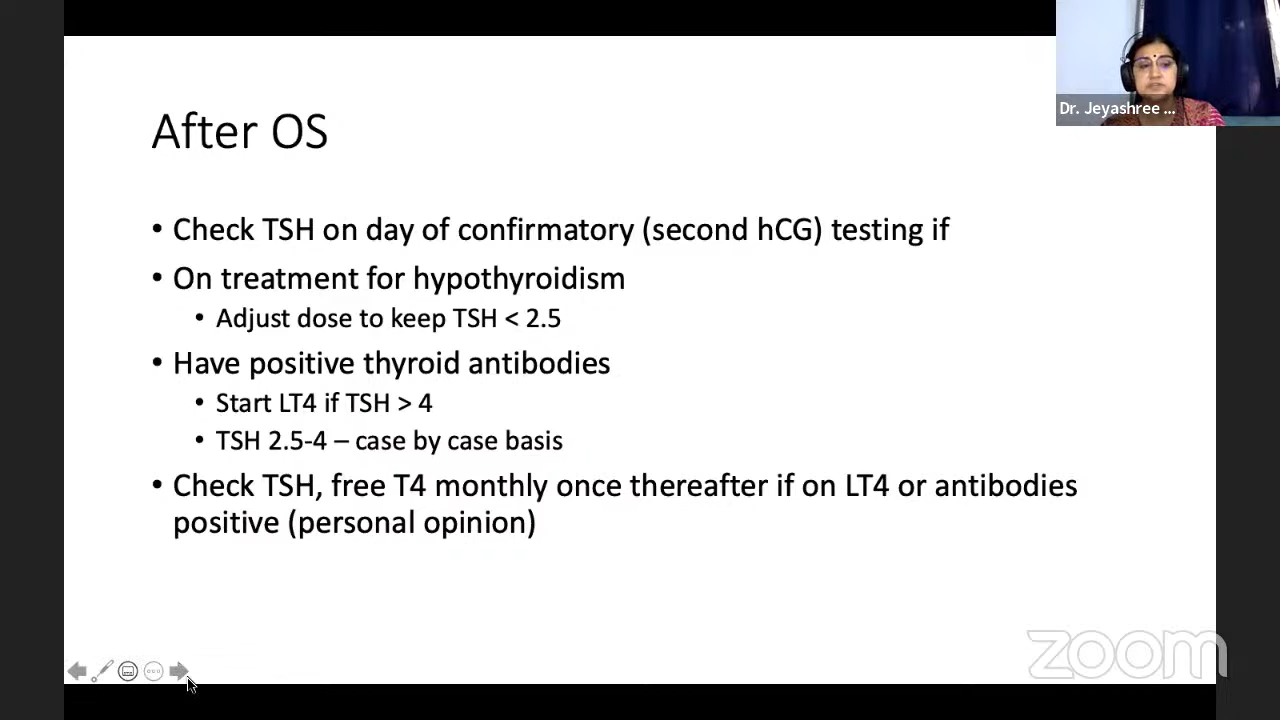 After OS
• Check TSH on day of confirmatory (second hCG) testing if
• On treatment for hypothyroidism
• Adjust dose to keep TSH < 2.5
• Have positive thyroid antibodies
• Start LT4 if TSH > 4
• TSH 2.5-4 – case by case basis
• Check TSH, free T4 monthly once thereafter if on LT4 or antibodies
positive (personal opinion)
Dr. Jeyashree ...
zoom